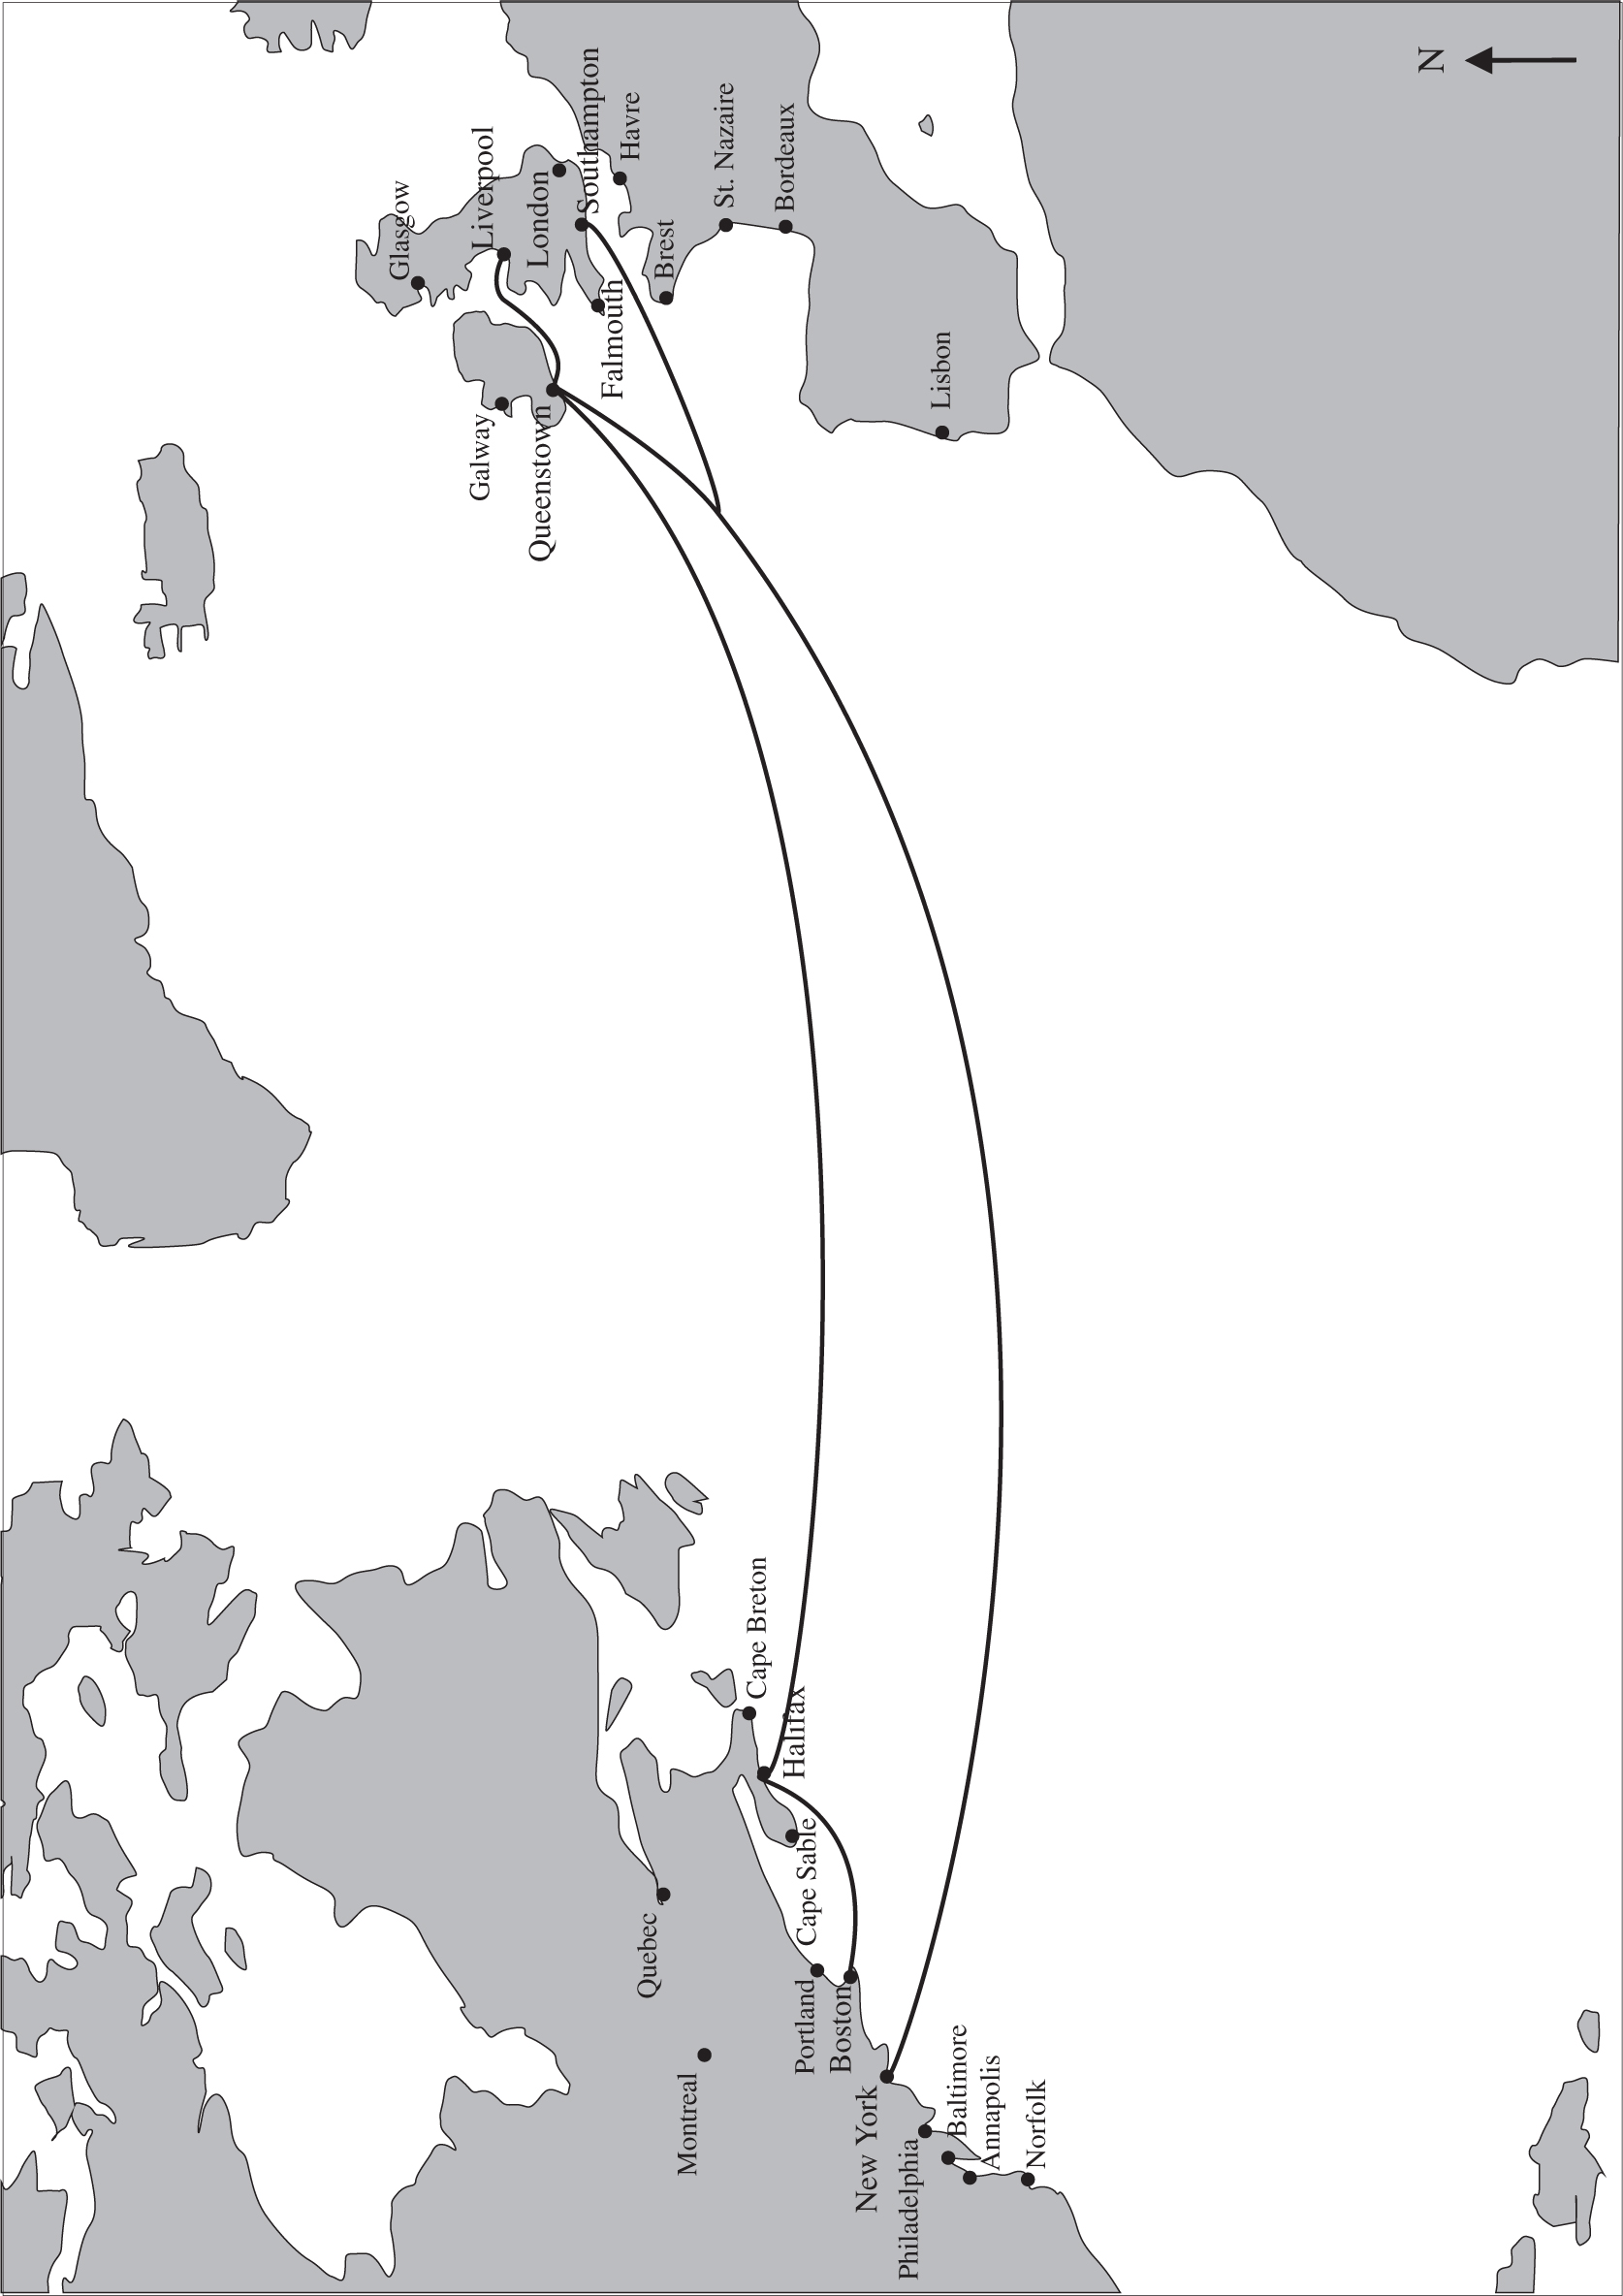 Glasgow
Liverpool
London
Southampton
Havre
Galway
Queenstown
Falmouth
Brest
St. Nazaire
Bordeaux
Lisbon
N
Quebec
Montreal
Cape Breton
Halifax
Cape Sable
Portland
Boston
New York
Philadelphia
Baltimore
Annapolis
Norfolk